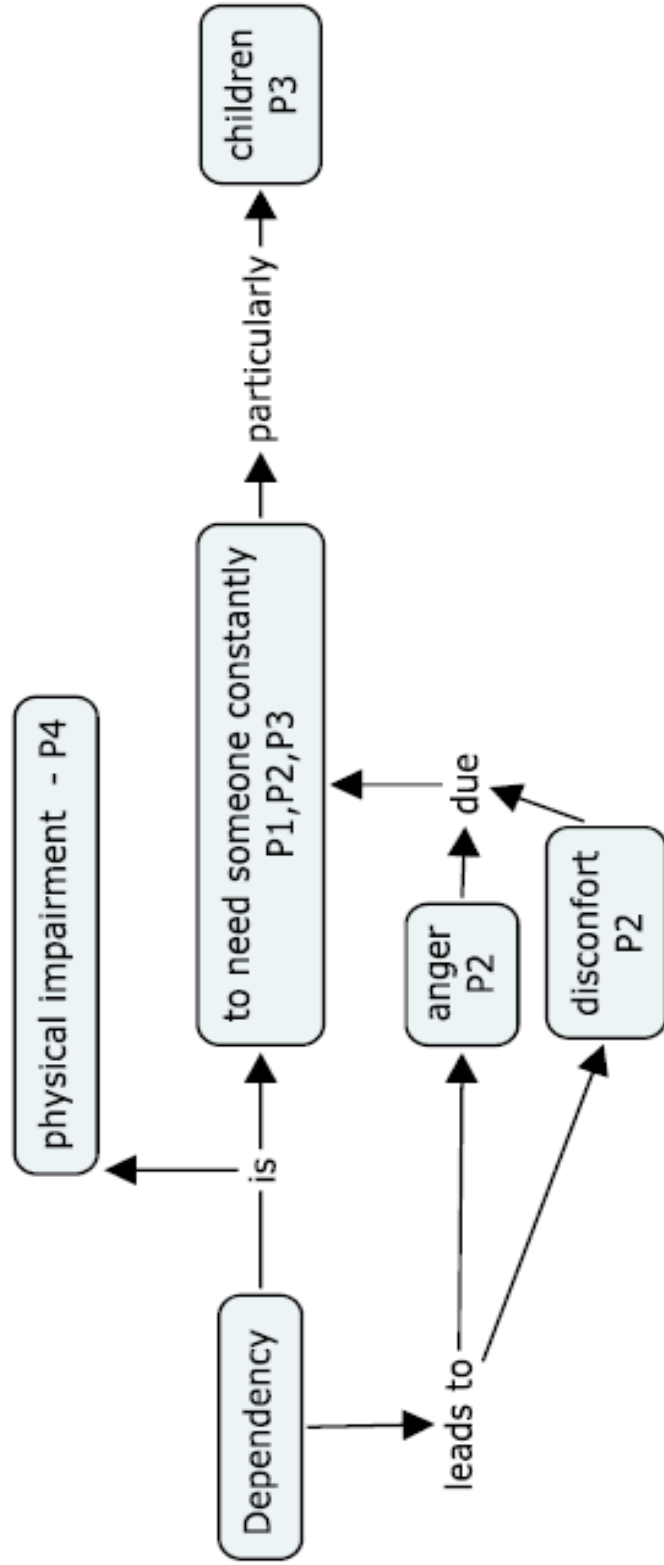 physical impairment - P4
Dependency
is
to need someone constantly
P1,P2,P3
particularly
children
P3
leads to
anger
P2
due
disconfort
P2